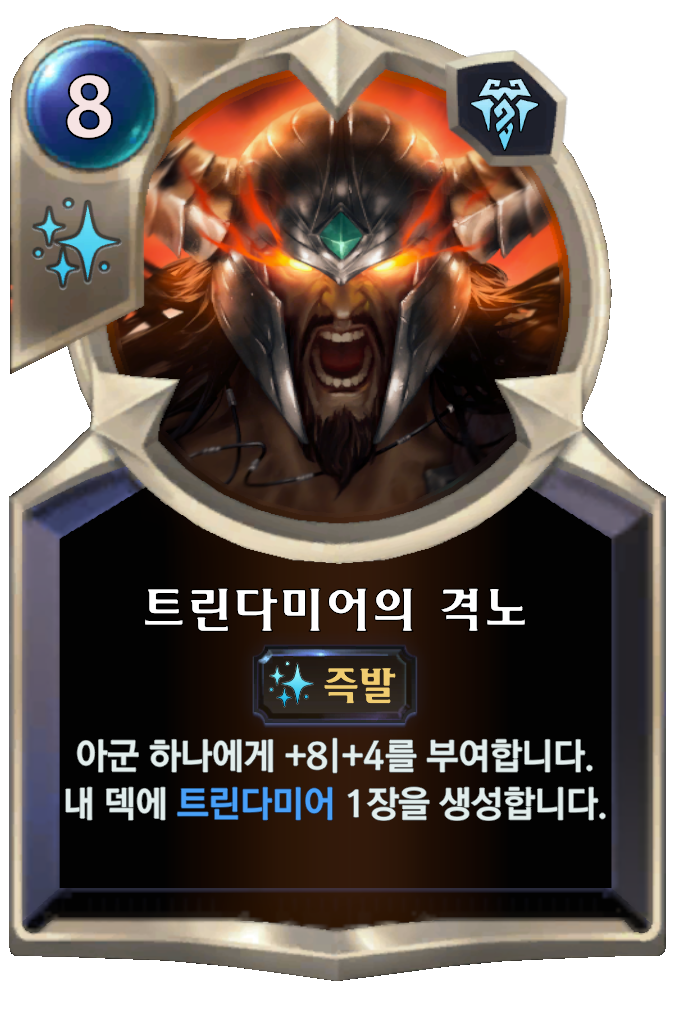 8
트린다미어의 격노
즉발
아군 하나에게 +8|+4를 부여합니다.
내 덱에 트린다미어 1장을 생성합니다.